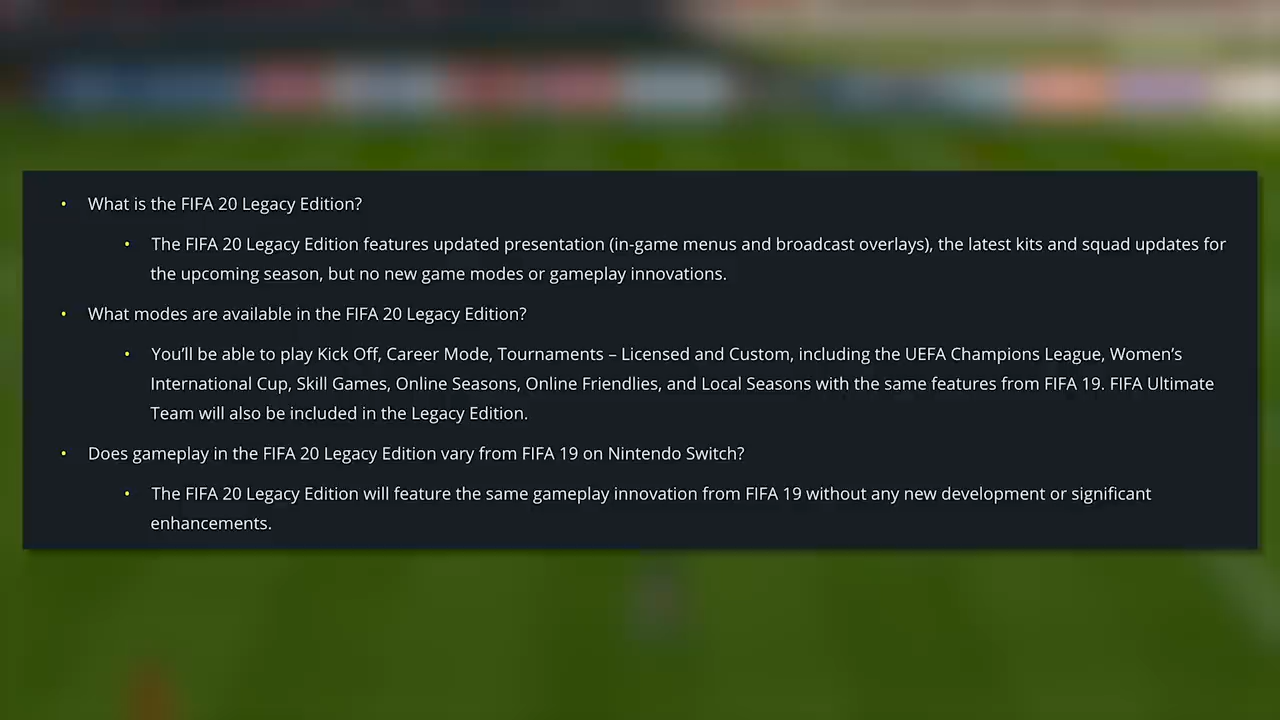 • What is the FIFA 20 Legacy Edition?
• The FIFA 20 Legacy Edition features updated presentation (in-game menus and broadcast overlays), the latest kits and squad updates for
the upcoming season, but no new game modes or gameplay innovations.
• What modes are available in the FIFA 20 Legacy Edition?
• You’ll be able to play Kick Off, Career Mode, Tournaments – Licensed and Custom, including the UEFA Champions League, Women’s
International Cup, Skill Games, Online Seasons, Online Friendlies, and Local Seasons with the same features from FIFA 19. FIFA Ultimate
Team will also be included in the Legacy Edition.
• Does gameplay in the FIFA 20 Legacy Edition vary from FIFA 19 on Nintendo Switch?
• The FIFA 20 Legacy Edition will feature the same gameplay innovation from FIFA 19 without any new development or significant
enhancements.